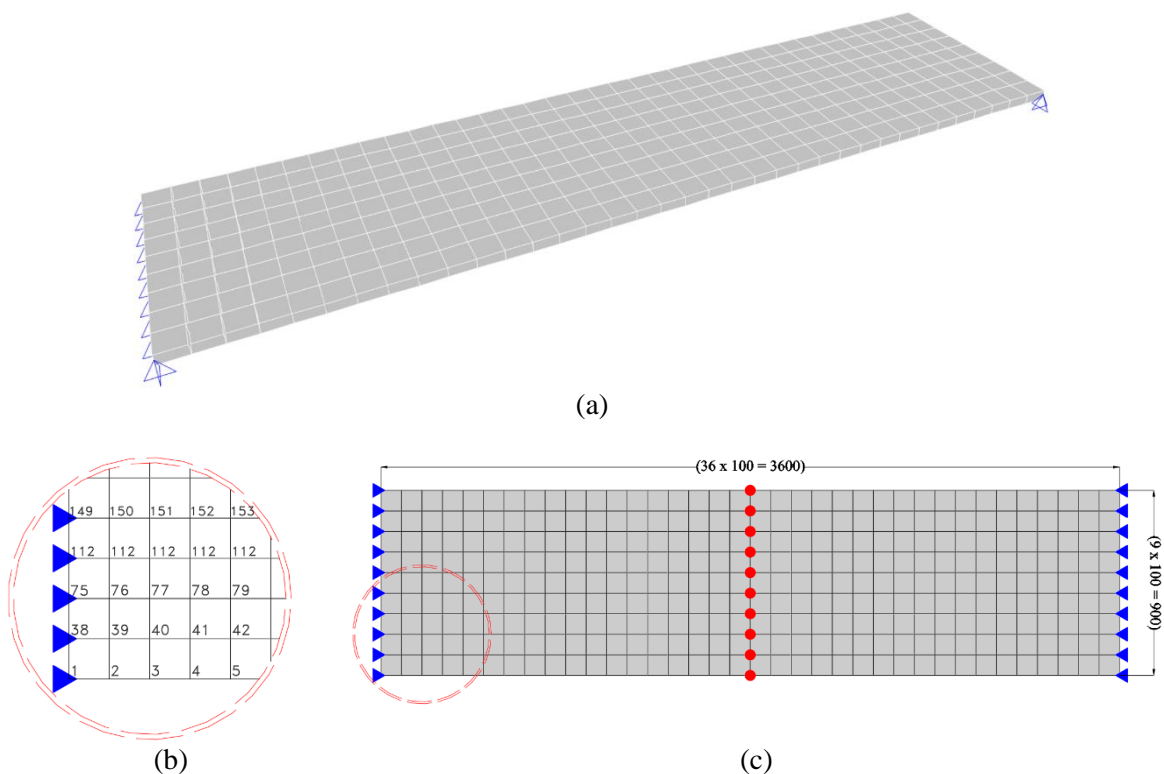 (a)
(36 x 100 = 3600)
149 150 151 152 153
112 112 112 112 112
75 76 77 78 79
38 39 40 41 42
1 2 3 4 5
(9 x 100 = 900)
(b)
(c)